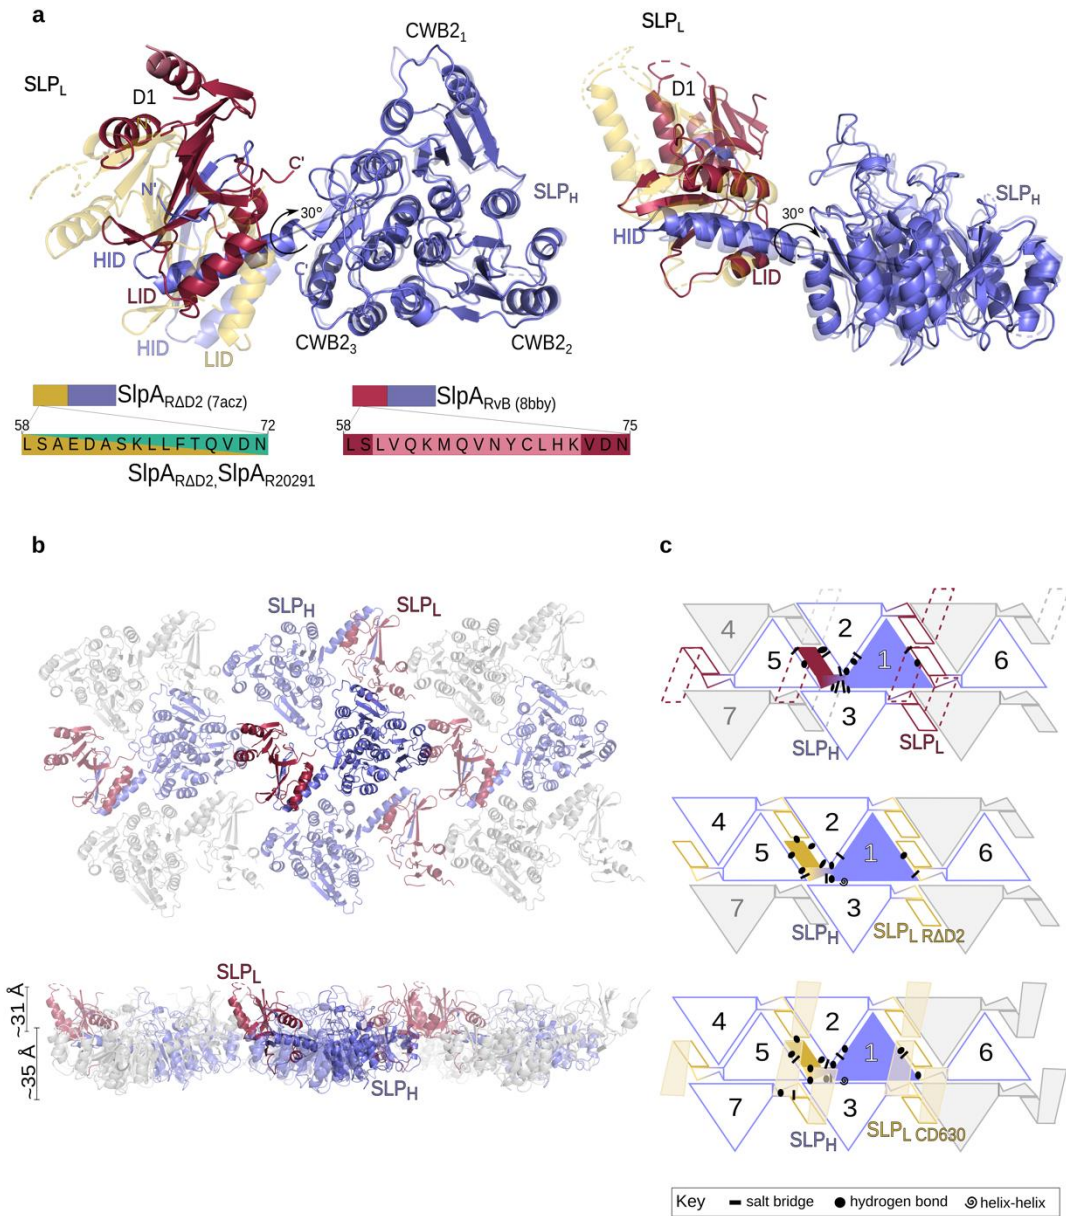 a
SLPL
D1
N'
C'
HID
LID
HID
LID
30°
C'
CWB21
SLPH
CWB23
CWB22
SLPL
D1
HID
LID
30°
SLPH
SlpARΔD2 (7acz)
58 72
L S A E D A S K L L F T Q V D N
SlpARΔD2,SlpAR20291
SlpARvB (8bby)
58 75
L S L V Q K M Q V N Y C L H K V D N
b
SLPH SLPL
SLPL
~31 Å
~35 Å
SLPH
c
4 2 1
5 6
7 3
SLPH SLPL
4 2 1
5 6
7 3
SLPH SLPL RΔD2
4 2 1
5 6
7 3
SLPH SLPL CD630
Key salt bridge hydrogen bond helix-helix